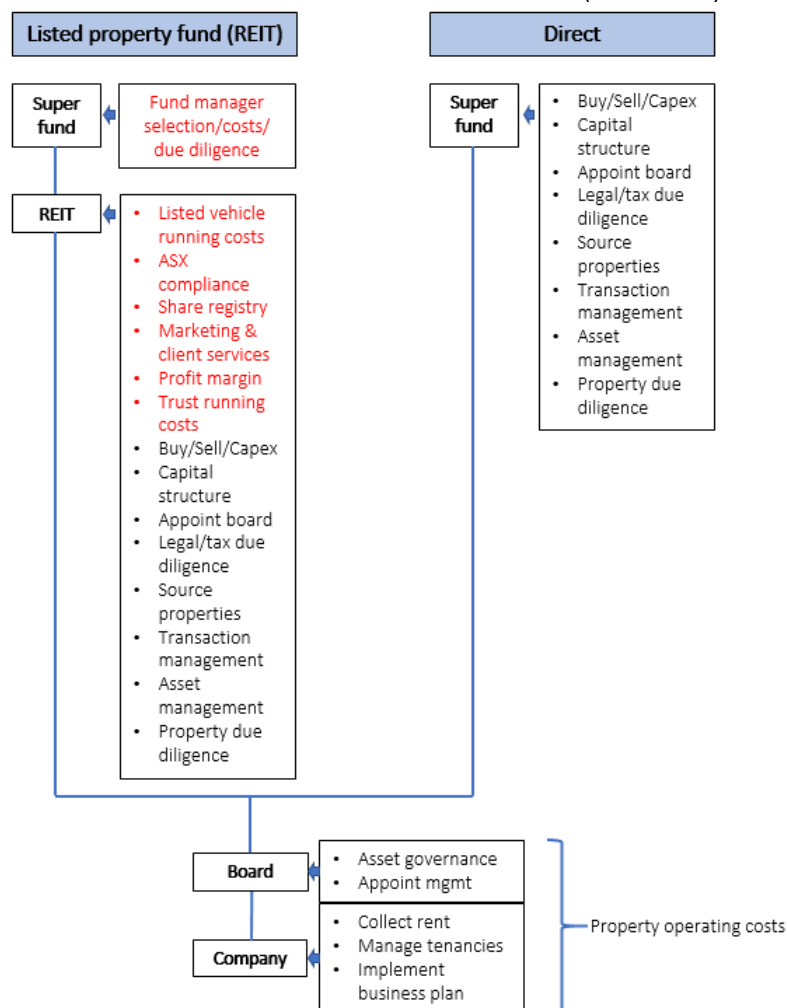 Listed property fund (REIT)
Direct
Super
fund
Fund manager
selection/costs/
due diligence
REIT
• Listed vehicle
running costs
• ASX
compliance
• Share registry
• Marketing &
client services
• Profit margin
• Trust running
costs
• Buy/Sell/Capex
• Capital
structure
• Appoint board
• Legal/tax due
diligence
• Source
properties
• Transaction
management
• Asset
management
• Property due
diligence
Super
fund
• Buy/Sell/Capex
• Capital
structure
• Appoint board
• Legal/tax due
diligence
• Source
properties
• Transaction
management
• Asset
management
• Property due
diligence
Board
• Asset governance
• Appoint mgmt
Company
• Collect rent
• Manage tenancies
• Implement
business plan
Property operating costs